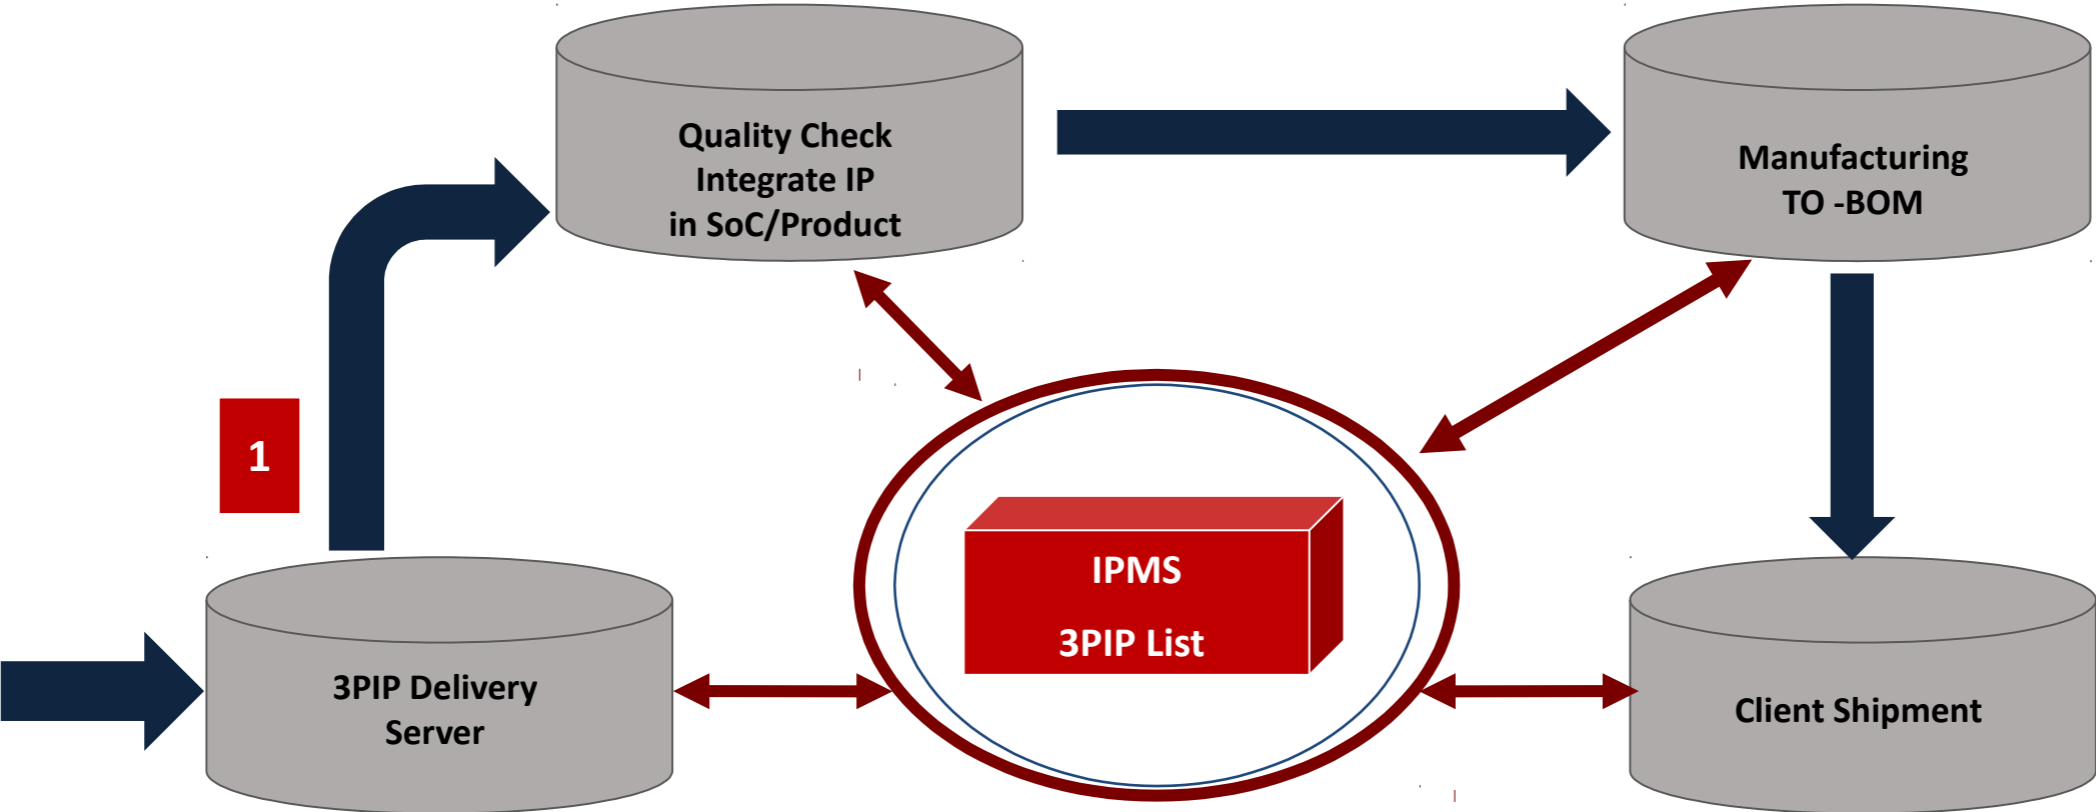 Quality Check
Integrate IP
in SoC/Product
Manufacturing
TO -BOM
1
IPMS
3PIP List
3PIP Delivery
Server
Client Shipment